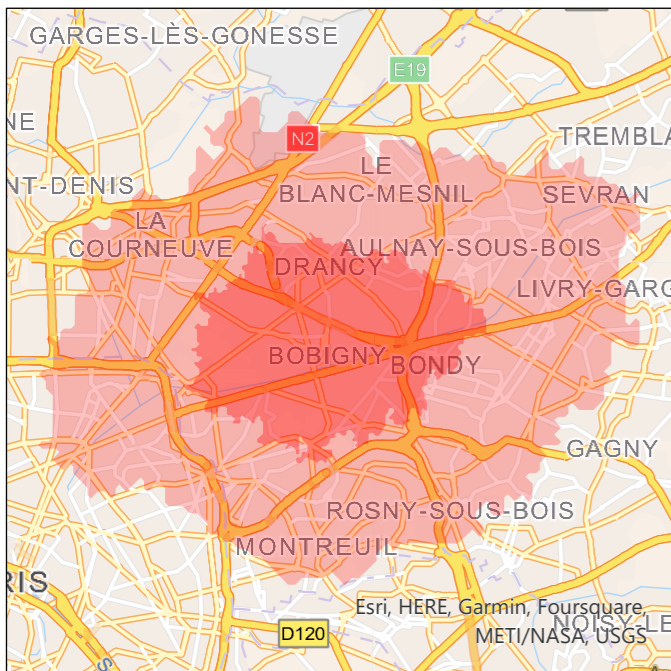 GARGES-LÈS-GONESSE
E19
NE
N2
TREMBLA
LE
BLANC-MESNIL
NT-DENIS
SEVRAN
LA
COURNEUVE
AULNAY-SOUS-BOIS
DRANCY
LIVRY-GARG
BOBIGNY
BONDY
GAGNY
ROSNY-SOUS-BOIS
MONTREUIL
RIS
Esri, HERE, Garmin, Foursquare,
METI/NASA, USGS
NOISY-LE
D120